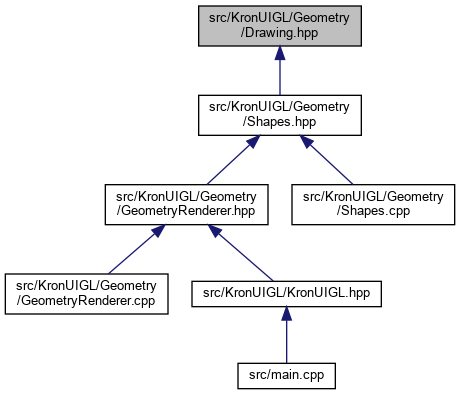 src/KronUIGL/Geometry
/Drawing.hpp
src/KronUIGL/Geometry
/Shapes.hpp
src/KronUIGL/Geometry
/GeometryRenderer.hpp
src/KronUIGL/Geometry
/Shapes.cpp
src/KronUIGL/Geometry
/GeometryRenderer.cpp
src/KronUIGL/KronUIGL.hpp
src/main.cpp